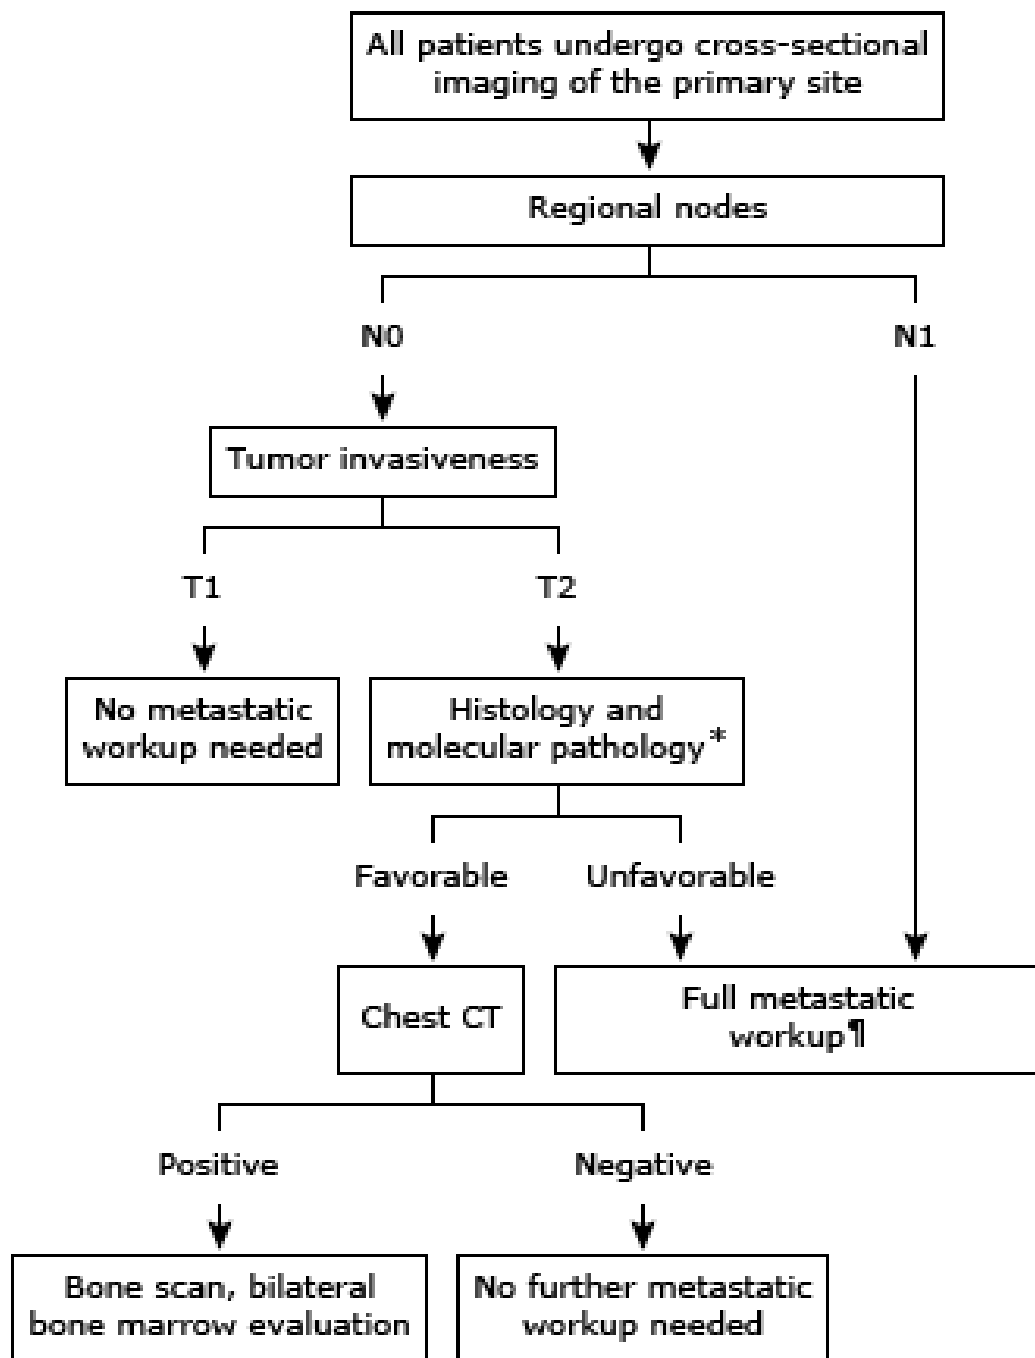 All patients undergo cross-sectional
imaging of the primary site
Regional nodes
N0
N1
Tumor invasiveness
T1
T2
No metastatic
workup needed
Histology and
molecular pathology*
Favorable
Unfavorable
Chest CT
Full metastatic
workup¶
Positive
Negative
Bone scan, bilateral
bone marrow evaluation
No further metastatic
workup needed